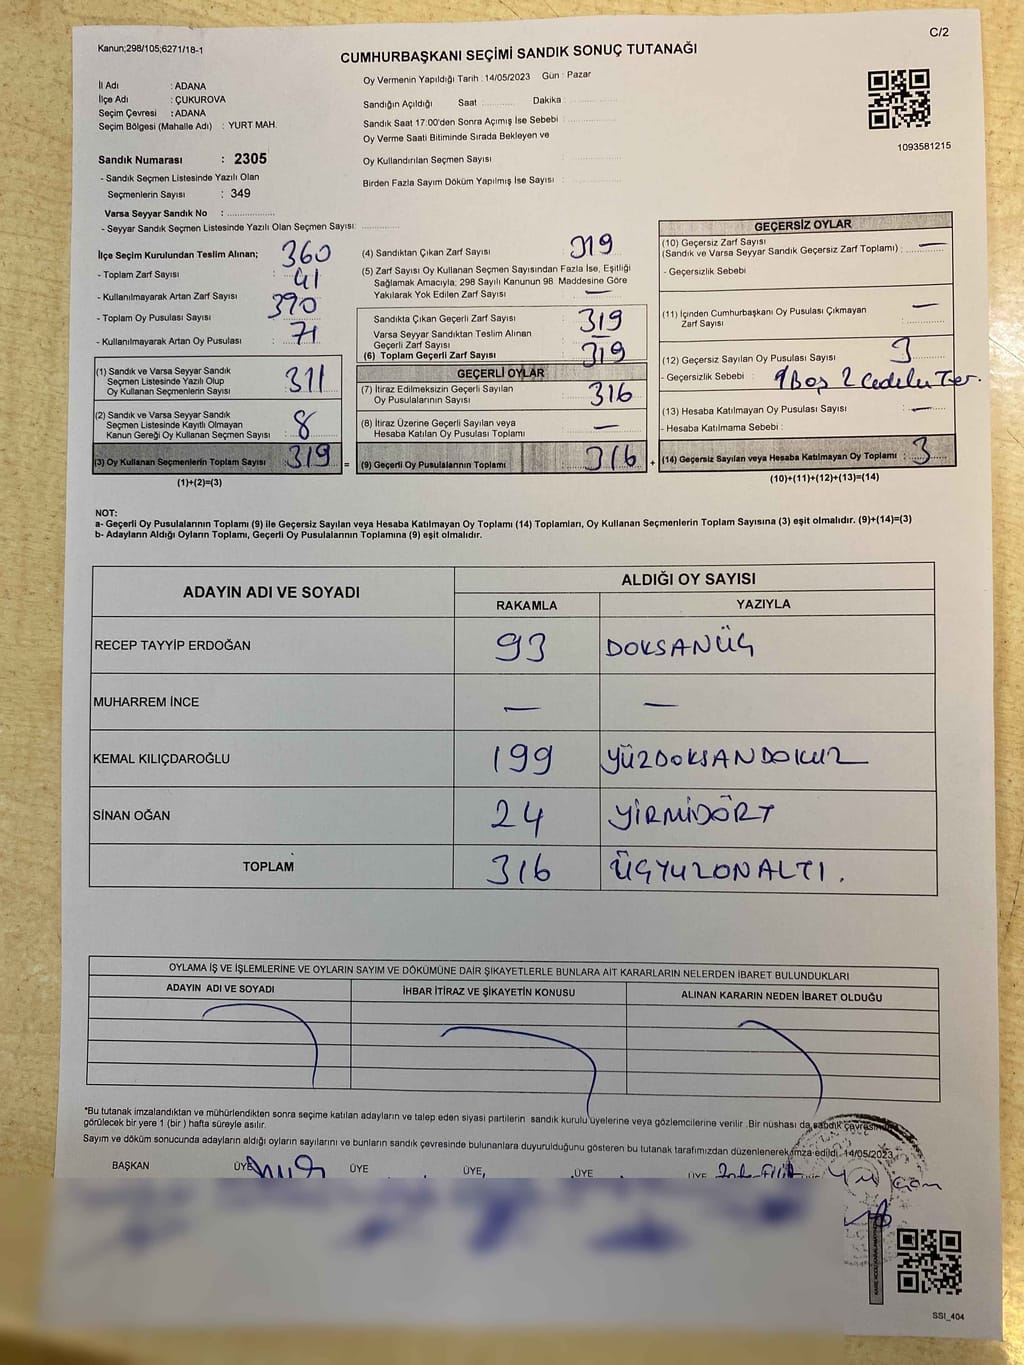 Kanun;298/105;6271/18-1
C/2
CUMHURBAŞKANI SEÇİMİ SANDIK SONUÇ TUTANAĞI
İl Adı : ADANA
İlçe Adı : ÇUKUROVA
Seçim Çevresi : ADANA
Seçim Bölgesi (Mahalle Adı) : YURT MAH.
Oy Vermenin Yapıldığı Tarih : 14/05/2023 Gün : Pazar
Sandığın Açıldığı Saat ........... Dakika ...........
Sandık Saat 17:00'den Sonra Açımış İse Sebebi : ...........
Oy Verme Saati Bitiminde Sırada Bekleyen ve
Oy Kullandırılan Seçmen Sayısı : ...........
Birden Fazla Sayım Döküm Yapılmış İse Sayısı : ...........
1093581215
Sandık Numarası : 2305
- Sandık Seçmen Listesinde Yazılı Olan
Seçmenlerin Sayısı : 349
Varsa Seyyar Sandık No : ...........
- Seyyar Sandık Seçmen Listesinde Yazılı Olan Seçmen Sayısı: ...........
İlçe Seçim Kurulundan Teslim Alınan;
- Toplam Zarf Sayısı : 360
- Kullanılmayarak Artan Zarf Sayısı : 41
- Toplam Oy Pusulası Sayısı : 390
- Kullanılmayarak Artan Oy Pusulası : 71
(1) Sandık ve Varsa Seyyar Sandık
Seçmen Listesinde Yazılı Olup
Oy Kullanan Seçmenlerin Sayısı : 311
(2) Sandık ve Varsa Seyyar Sandık
Seçmen Listesinde Kayıtlı Olmayan
Kanun Gereği Oy Kullanan Seçmen Sayısı : 8
(3) Oy Kullanan Seçmenlerin Toplam Sayısı : 319 =
(1)+(2)=(3)
(4) Sandıktan Çıkan Zarf Sayısı : 319
(5) Zarf Sayısı Oy Kullanan Seçmen Sayısından Fazla İse, Eşitliği
Sağlamak Amacıyla; 298 Sayılı Kanunun 98. Maddesine Göre
Yakılarak Yok Edilen Zarf Sayısı : —
Sandıkta Çıkan Geçerli Zarf Sayısı : 319
Varsa Seyyar Sandıktan Teslim Alınan
Geçerli Zarf Sayısı : —
(6) Toplam Geçerli Zarf Sayısı : 319
GEÇERLİ OYLAR
(7) İtiraz Edilmeksizin Geçerli Sayılan
Oy Pusulalarının Sayısı : 316
(8) İtiraz Üzerine Geçerli Sayılan veya
Hesaba Katılan Oy Pusulası Toplamı : —
(9) Geçerli Oy Pusulalarının Toplamı : 316 +
GEÇERSİZ OYLAR
(10) Geçersiz Zarf Sayısı
(Sandık ve Varsa Seyyar Sandık Geçersiz Zarf Toplamı) : —
- Geçersizlik Sebebi :
(11) İçinden Cumhurbaşkanı Oy Pusulası Çıkmayan
Zarf Sayısı : —
(12) Geçersiz Sayılan Oy Pusulası Sayısı : 3
- Geçersizlik Sebebi : 1 Boş 2
(13) Hesaba Katılmayan Oy Pusulası Sayısı : —
- Hesaba Katılmama Sebebi :
(14) Geçersiz Sayılan veya Hesaba Katılmayan Oy Toplamı : 3
(10)+(11)+(12)+(13)=(14)
NOT:
a- Geçerli Oy Pusulalarının Toplamı (9) ile Geçersiz Sayılan veya Hesaba Katılmayan Oy Toplamı (14) Toplamları, Oy Kullanan Seçmenlerin Toplam Sayısına (3) eşit olmalıdır. (9)+(14)=(3)
b- Adayların Aldığı Oyların Toplamı, Geçerli Oy Pusulalarının Toplamına (9) eşit olmalıdır.
ADAYIN ADI VE SOYADI ALDIĞI OY SAYISI
RAKAMLA YAZIYLA
RECEP TAYYİP ERDOĞAN 93 DOKSANÜÇ
MUHARREM İNCE — —
KEMAL KILIÇDAROĞLU 199 YÜZDOKSANDOKUZ
SİNAN OĞAN 24 YİRMİDÖRT
TOPLAM 316 ÜÇYUZONALTI.
OYLAMA İŞ VE İŞLEMLERİNE VE OYLARIN SAYIM VE DÖKÜMÜNE DAİR ŞİKAYETLERLE BUNLARA AİT KARARLARIN NELERDEN İBARET BULUNDUKLARI
ADAYIN ADI VE SOYADI İHBAR İTİRAZ VE ŞİKAYETİN KONUSU ALINAN KARARIN NEDEN İBARET OLDUĞU
*Bu tutanak imzalandıktan ve mühürlendikten sonra seçime katılan adayların ve talep eden siyasi partilerin sandık kurulu üyelerine veya gözlemcilerine verilir .Bir nüshası da sandık çevresinde
görülecek bir yere 1 (bir ) hafta süreyle asılır.
Sayım ve döküm sonucunda adayların aldığı oyların sayılarını ve bunların sandık çevresinde bulunanlara duyurulduğunu gösteren bu tutanak tarafımızdan düzenlenerek imza edildi. 14/05/2023
BAŞKAN ÜYE ÜYE ÜYE, ÜYE ÜYE
SSI_404